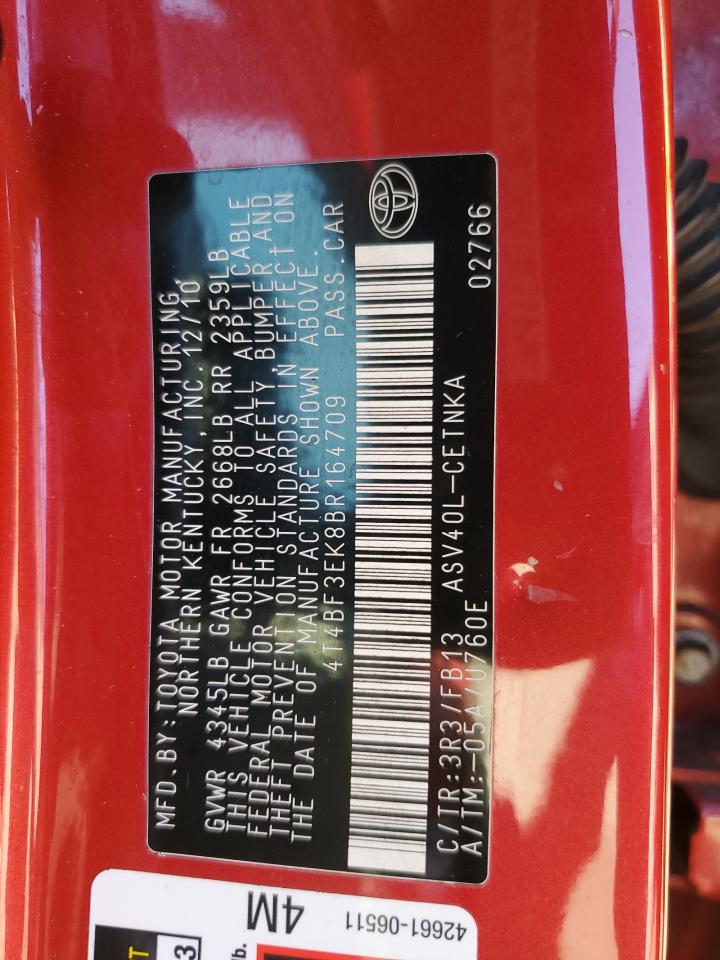 MFD.BY:TOYOTA MOTOR MANUFACTURING,
NORTHERN KENTUCKY,INC. 12/10
GVWR 4345LB GAWR FR 2668LB RR 2359LB
THIS VEHICLE CONFORMS TO ALL APPLICABLE
FEDERAL MOTOR VEHICLE SAFETY, BUMPER, AND
THEFT PREVENTION STANDARDS IN EFFECT ON
THE DATE OF MANUFACTURE SHOWN ABOVE.
4T4BF3EK8BR164709 PASS.CAR
C/TR:3R3/FB13 ASV40L-CETNKA 02766
A/TM:-05A/U760E
4M
42661-06511
3
lb.